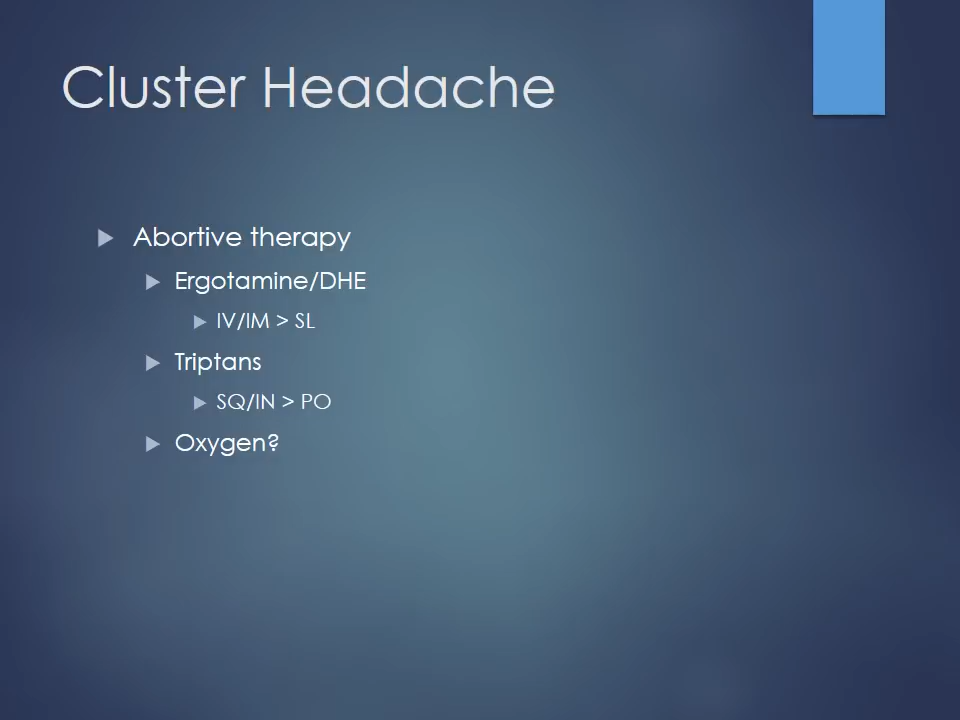 Cluster Headache
Abortive therapy
Ergotamine/DHE
IV/IM > SL
Triptans
SQ/IN > PO
Oxygen?